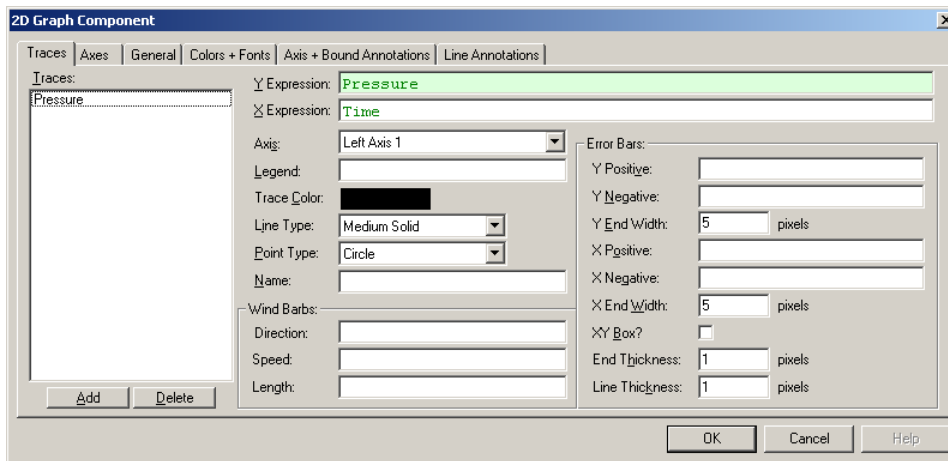 2D Graph Component
Traces Axes General Colors + Fonts Axis + Bound Annotations Line Annotations
Traces:
Pressure
Add Delete
Y Expression: Pressure
X Expression: Time
Axis: Left Axis 1
Legend:
Trace Color:
Line Type: Medium Solid
Point Type: Circle
Name:
Wind Barbs:
Direction:
Speed:
Length:
Error Bars:
Y Positive:
Y Negative:
Y End Width: 5 pixels
X Positive:
X Negative:
X End Width: 5 pixels
XY Box?
End Thickness: 1 pixels
Line Thickness: 1 pixels
OK Cancel Help